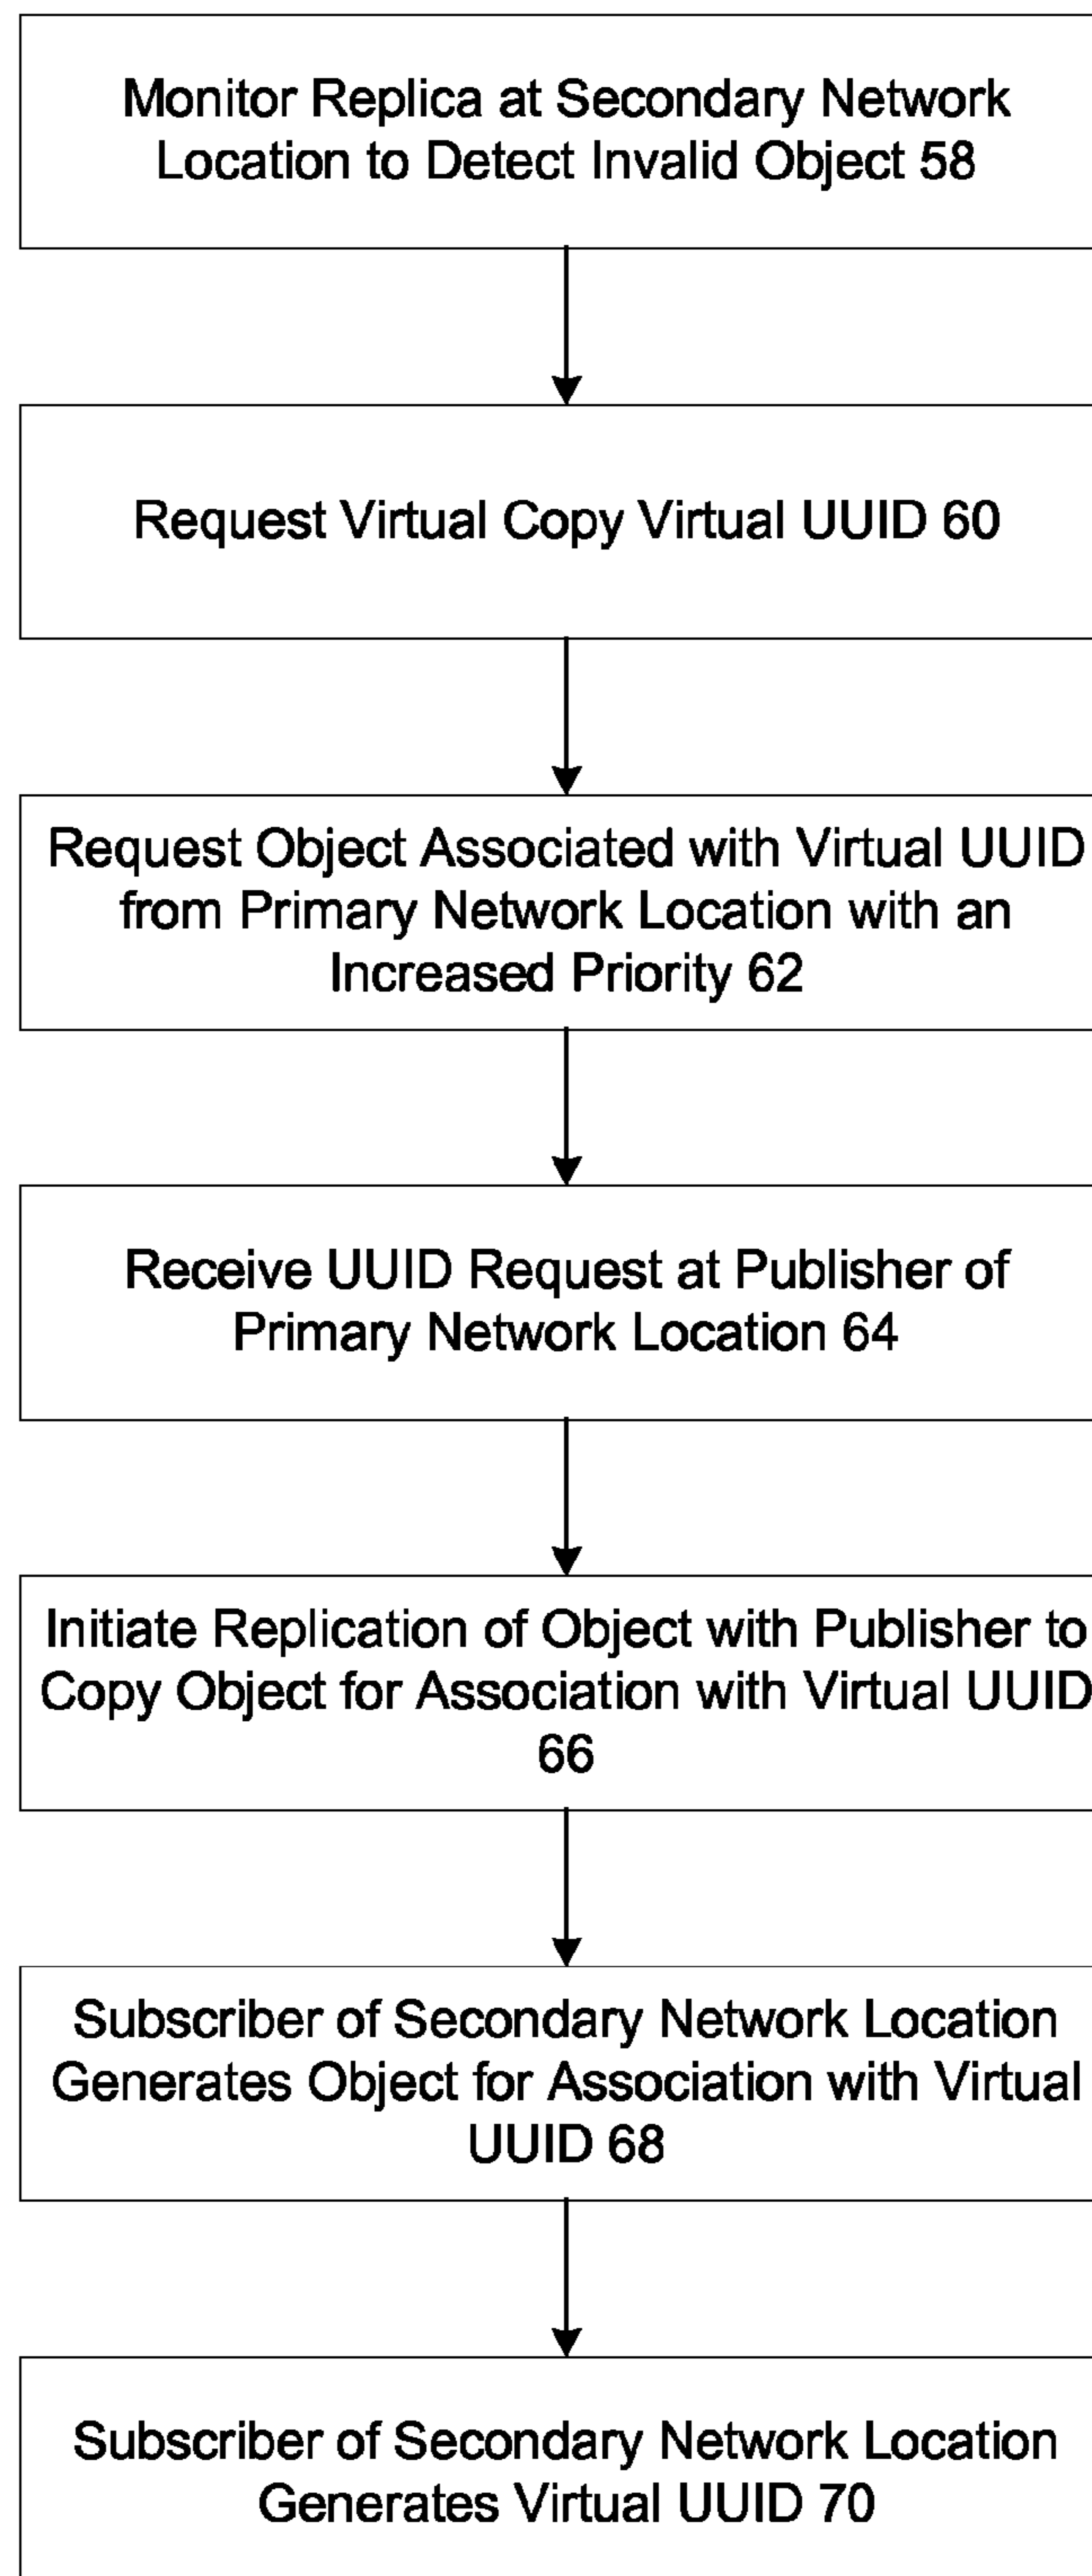 Monitor Replica at Secondary Network
Location to Detect Invalid Object 58
Request Virtual Copy Virtual UUID 60
Request Object Associated with Virtual UUID
from Primary Network Location with an
Increased Priority 62
Receive UUID Request at Publisher of
Primary Network Location 64
Initiate Replication of Object with Publisher to
Copy Object for Association with Virtual UUID
66
Subscriber of Secondary Network Location
Generates Object for Association with Virtual
UUID 68
Subscriber of Secondary Network Location
Generates Virtual UUID 70